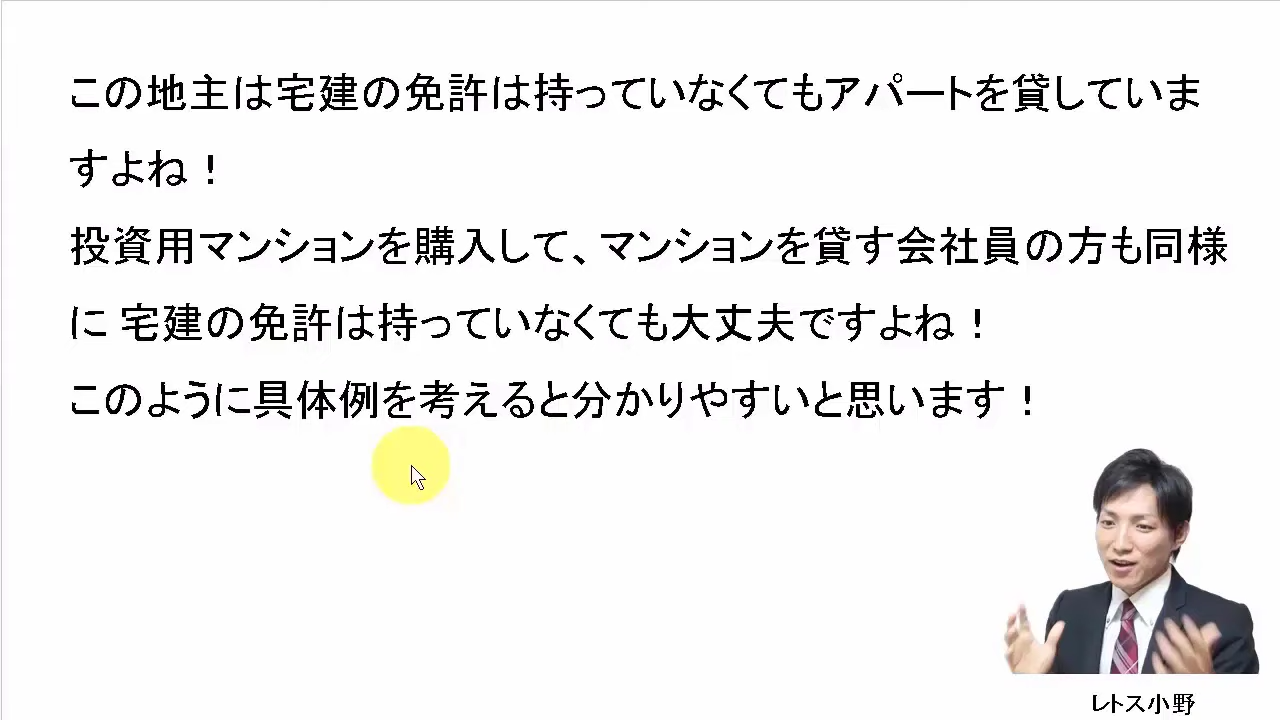 この地主は宅建の免許は持っていなくてもアパートを貸していま
すよね！
投資用マンションを購入して、マンションを貸す会社員の方も同様
に 宅建の免許は持っていなくても大丈夫ですよね！
このように具体例を考えると分かりやすいと思います！
レトス小野